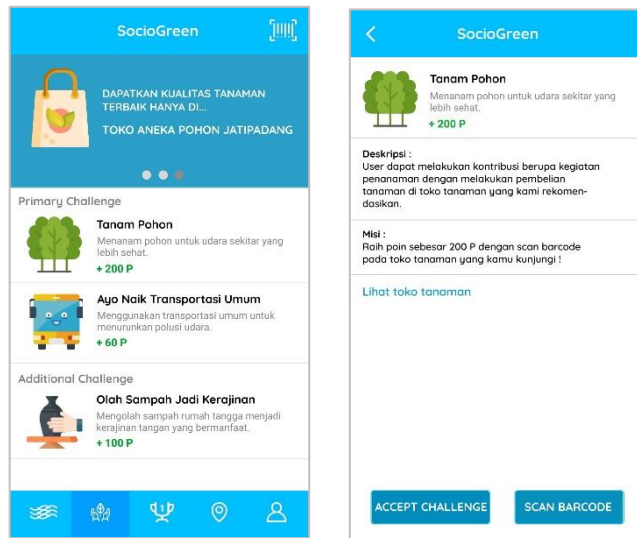 SocioGreen
DAPATKAN KUALITAS TANAMAN
TERBAIK HANYA DI...
TOKO ANEKA POHON JATIPADANG
Primary Challenge
Tanam Pohon
Menanam pohon untuk udara sekitar yang
lebih sehat.
+ 200 P
Ayo Naik Transportasi Umum
Menggunakan transportasi umum untuk
menurunkan polusi udara.
+ 60 P
Additional Challenge
Olah Sampah Jadi Kerajinan
Mengolah sampah rumah tangga menjadi
kerajinan tangan yang bermanfaat.
+ 100 P
1
SocioGreen
Tanam Pohon
Menanam pohon untuk udara sekitar yang
lebih sehat.
+ 200 P
Deskripsi :
User dapat melakukan kontribusi berupa kegiatan
penanaman dengan melakukan pembelian
tanaman di toko tanaman yang kami rekomen-
dasikan.
Misi :
Raih poin sebesar 200 P dengan scan barcode
pada toko tanaman yang kamu kunjungi !
Lihat toko tanaman
ACCEPT CHALLENGE
SCAN BARCODE